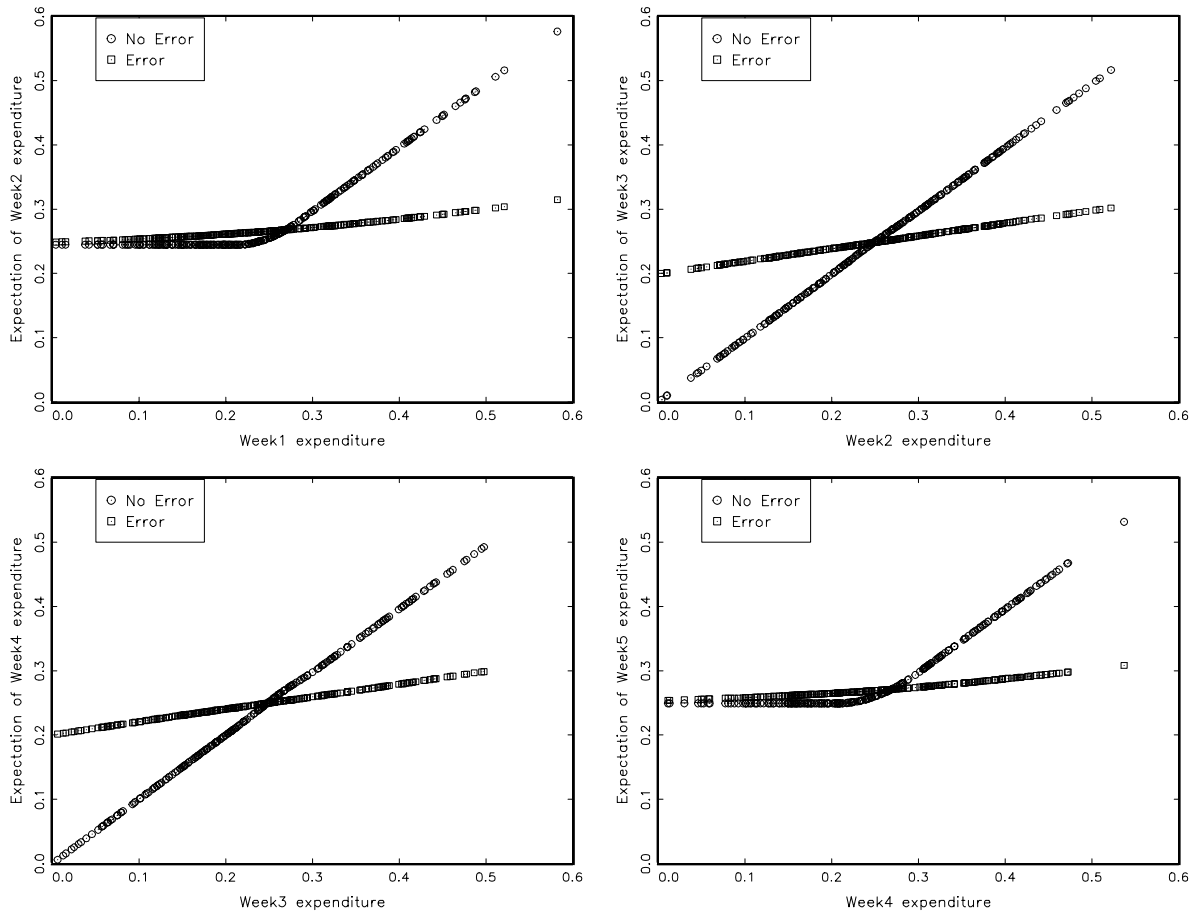 Expectation of Week2 expenditure
0.0 0.1 0.2 0.3 0.4 0.5 0.6
No Error
Error
0.0 0.1 0.2 0.3 0.4 0.5 0.6
Week1 expenditure
Expectation of Week3 expenditure
0.0 0.1 0.2 0.3 0.4 0.5 0.6
No Error
Error
0.0 0.1 0.2 0.3 0.4 0.5 0.6
Week2 expenditure
Expectation of Week4 expenditure
0.0 0.1 0.2 0.3 0.4 0.5 0.6
No Error
Error
0.0 0.1 0.2 0.3 0.4 0.5 0.6
Week3 expenditure
Expectation of Week5 expenditure
0.0 0.1 0.2 0.3 0.4 0.5 0.6
No Error
Error
0.0 0.1 0.2 0.3 0.4 0.5 0.6
Week4 expenditure